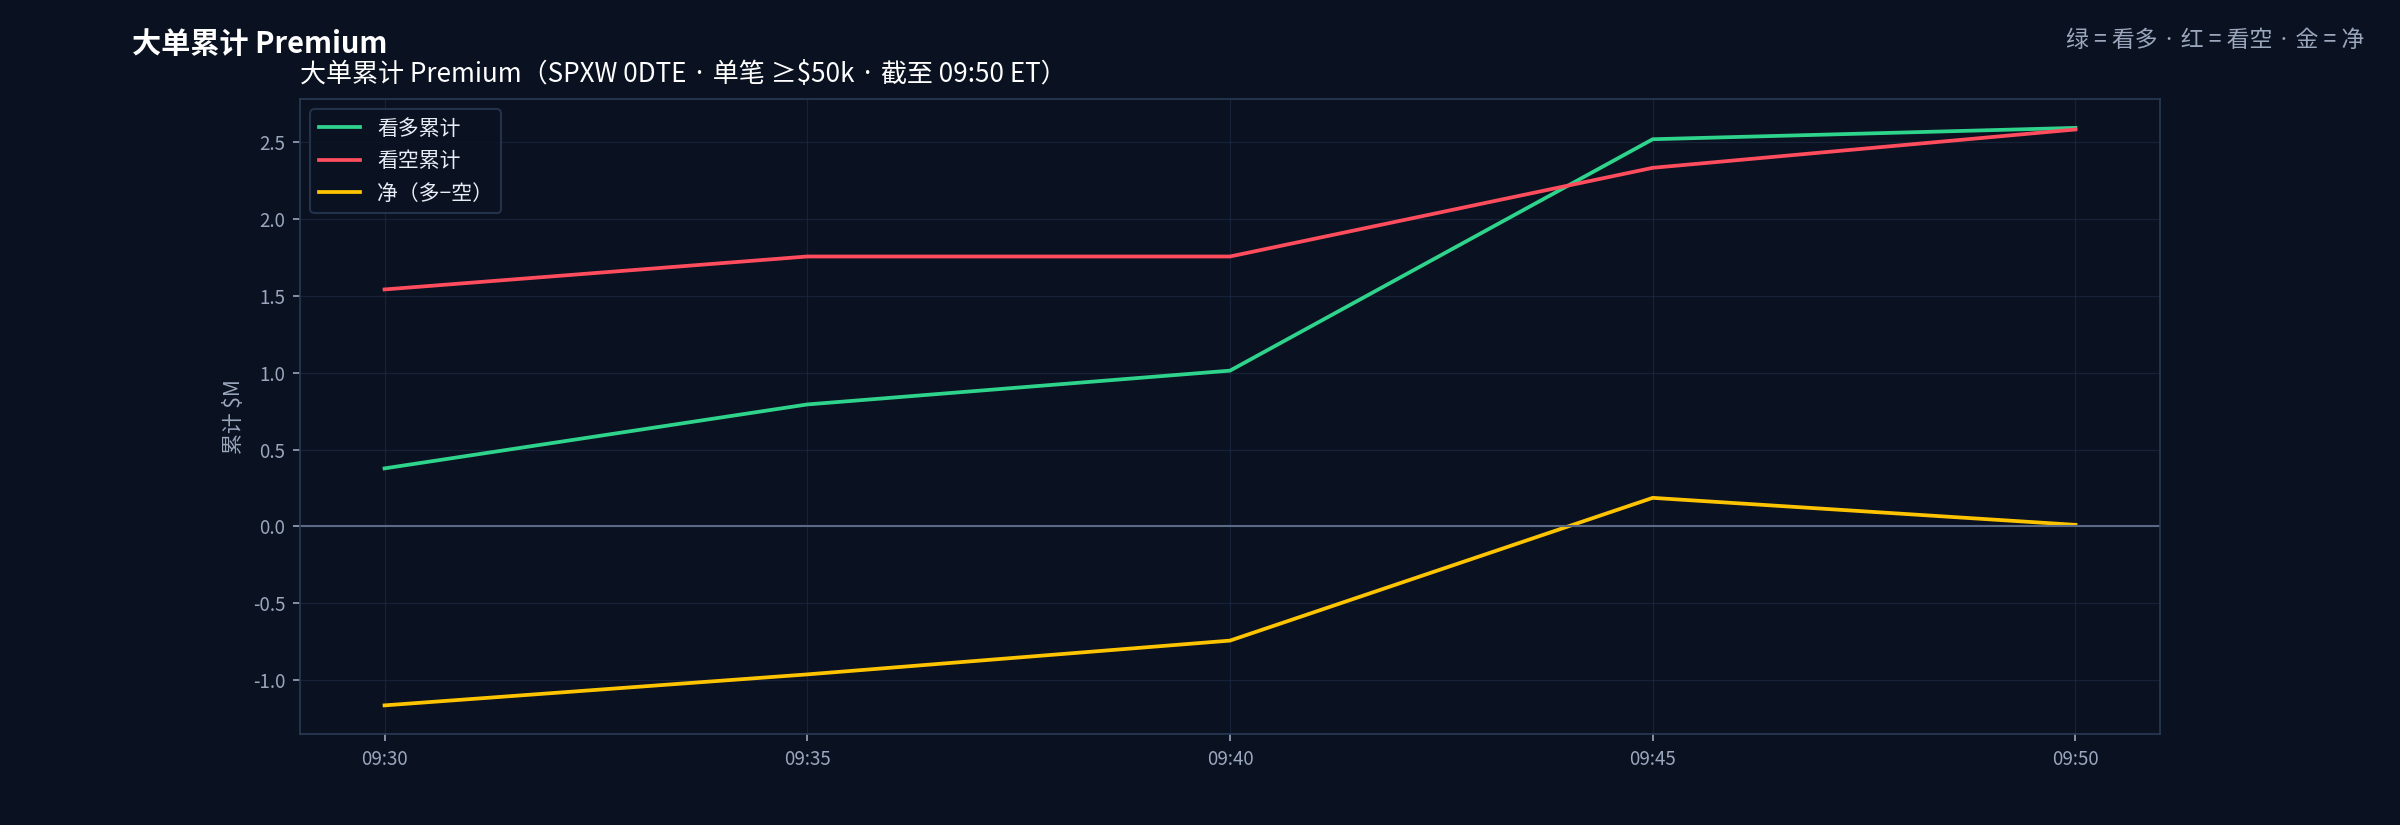 大单累计 Premium
绿 = 看多 · 红 = 看空 · 金 = 净
大单累计 Premium（SPXW 0DTE · 单笔 ≥$50k · 截至 09:50 ET）
看多累计
看空累计
净（多−空）
累计 $M
2.5
2.0
1.5
1.0
0.5
0.0
-0.5
-1.0
09:30
09:35
09:40
09:45
09:50